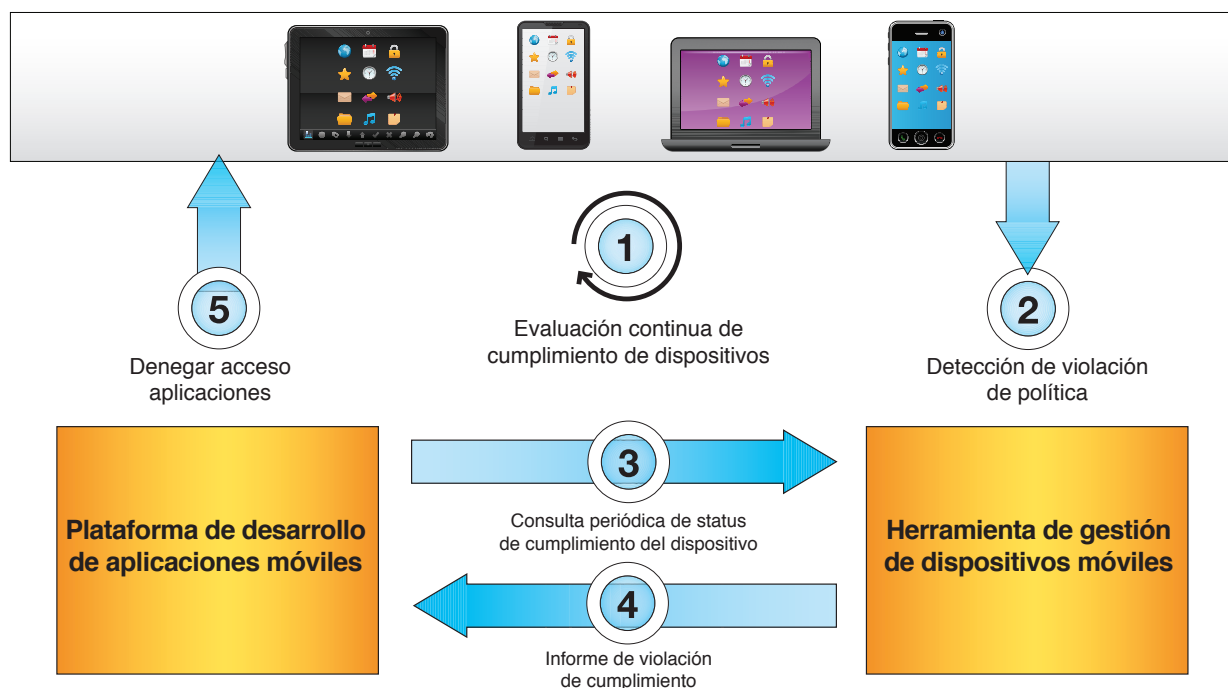 1
Evaluación continua de
cumplimiento de dispositivos
2
Detección de violación
de política
5
Denegar acceso
aplicaciones
Plataforma de desarrollo
de aplicaciones móviles
3
Consulta periódica de status
de cumplimiento del dispositivo
4
Informe de violación
de cumplimiento
Herramienta de gestión
de dispositivos móviles